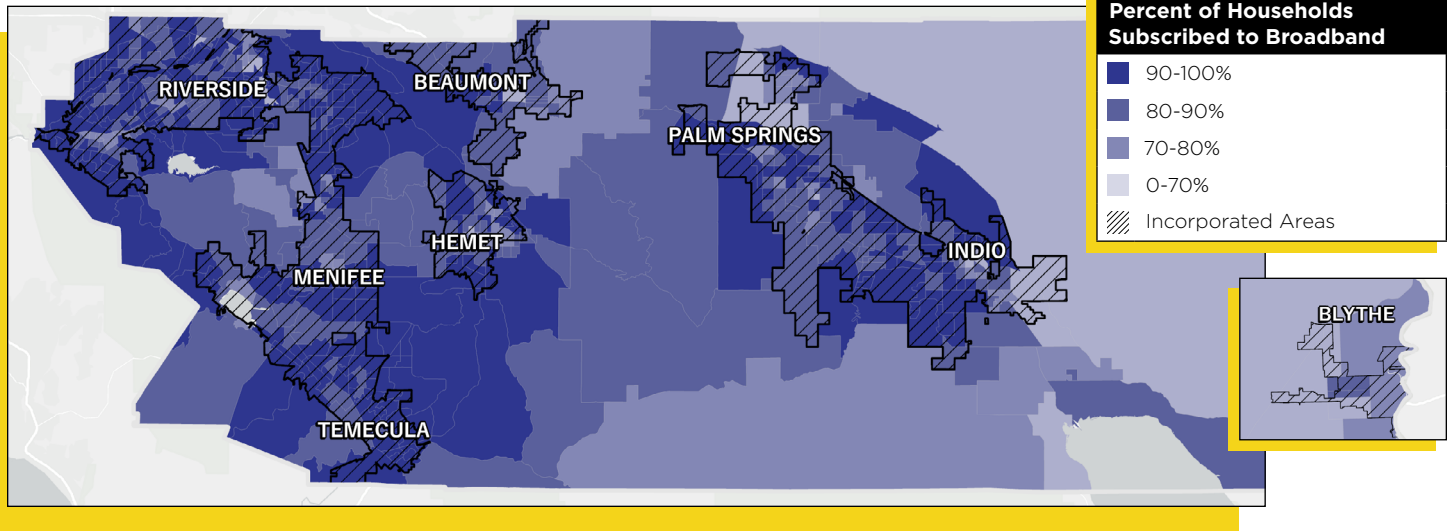 Percent of Households
Subscribed to Broadband
90-100%
80-90%
70-80%
0-70%
Incorporated Areas
RIVERSIDE
BEAUMONT
PALM SPRINGS
HEMET
INDIO
MENIFEE
TEMECULA
BLYTHE